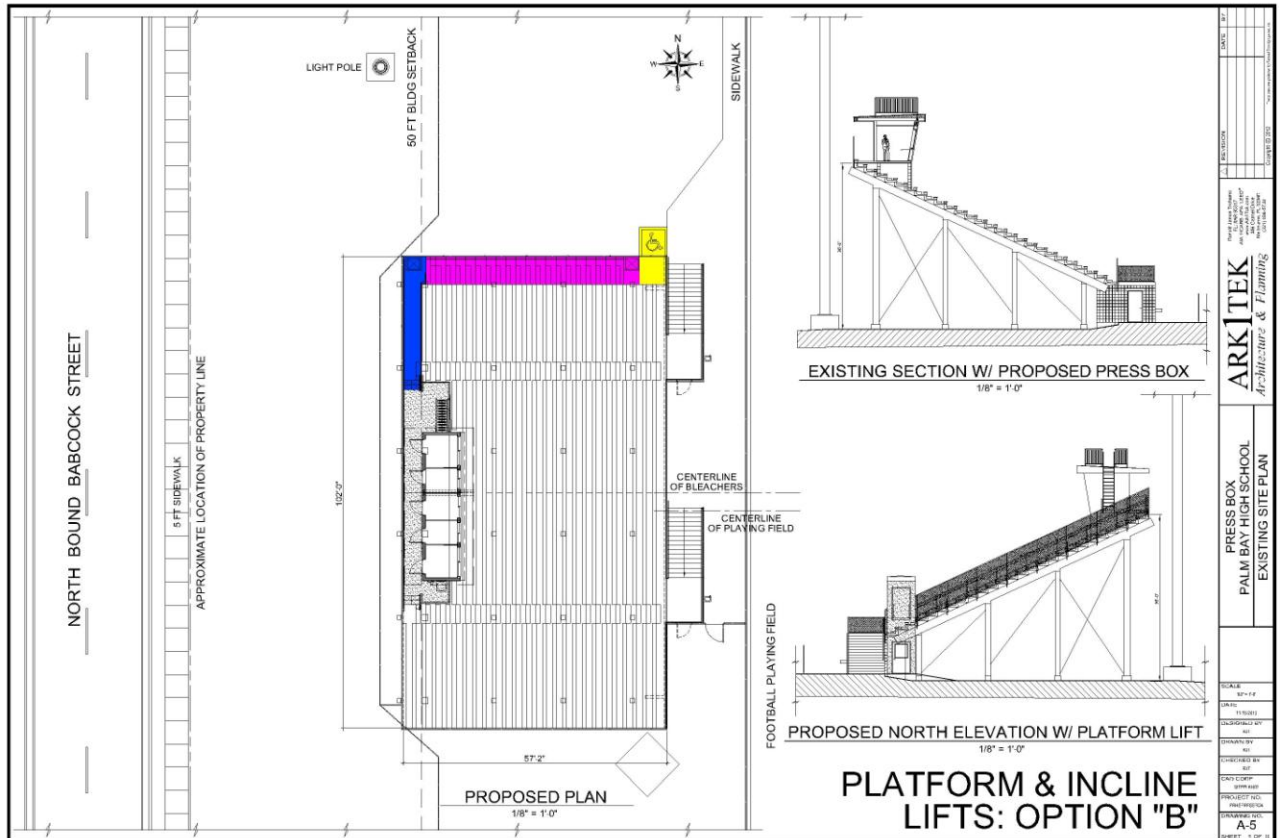 LIGHT POLE
50 FT BLDG SETBACK
N
W
E
S
SIDEWALK
NORTH BOUND BABCOCK STREET
5 FT SIDEWALK
APPROXIMATE LOCATION OF PROPERTY LINE
102'-0"
57'-2"
CENTERLINE
OF BLEACHERS
CENTERLINE
OF PLAYING FIELD
FOOTBALL PLAYING FIELD
PROPOSED PLAN
1/8" = 1'-0"
EXISTING SECTION W/ PROPOSED PRESS BOX
1/8" = 1'-0"
PROPOSED NORTH ELEVATION W/ PLATFORM LIFT
1/8" = 1'-0"
PLATFORM & INCLINE
LIFTS: OPTION "B"
BY
DATE
REVISION
ARK1TEK
Architecture & Planning
PRESS BOX
PALM BAY HIGH SCHOOL
EXISTING SITE PLAN
SCALE
DATE
DESIGNED BY
DRAWN BY
CHECKED BY
PROJECT NO.
DRAWING NO.
A-5